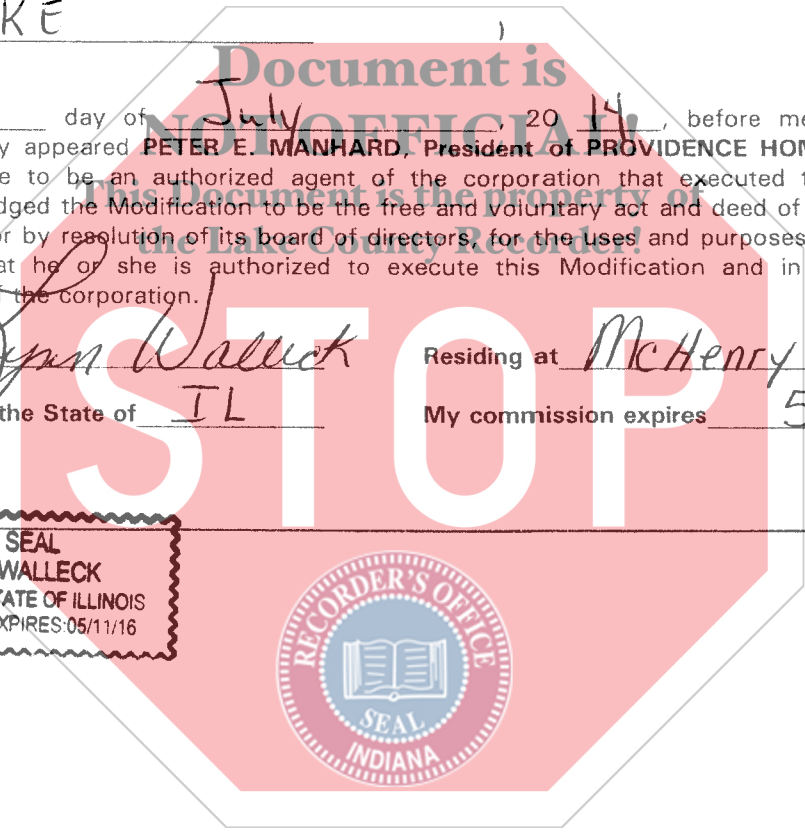 KE )
Document is
day of July, 20 14, before me
NOT OFFICIAL!
y appeared PETER E. MANHARD, President of PROVIDENCE HOM
e to be an authorized agent of the corporation that executed t
This Document is the property of
dged the Modification to be the free and voluntary act and deed of
or by resolution of its board of directors, for the uses and purposes
the Lake County Recorder!
at he or she is authorized to execute this Modification and in
f the corporation.
Lynn Walleck Residing at McHenry
the State of IL My commission expires 5
STOP
SEAL
WALLECK
TATE OF ILLINOIS
XPIRES:05/11/16
RECORDER'S OFFICE
SEAL
INDIANA